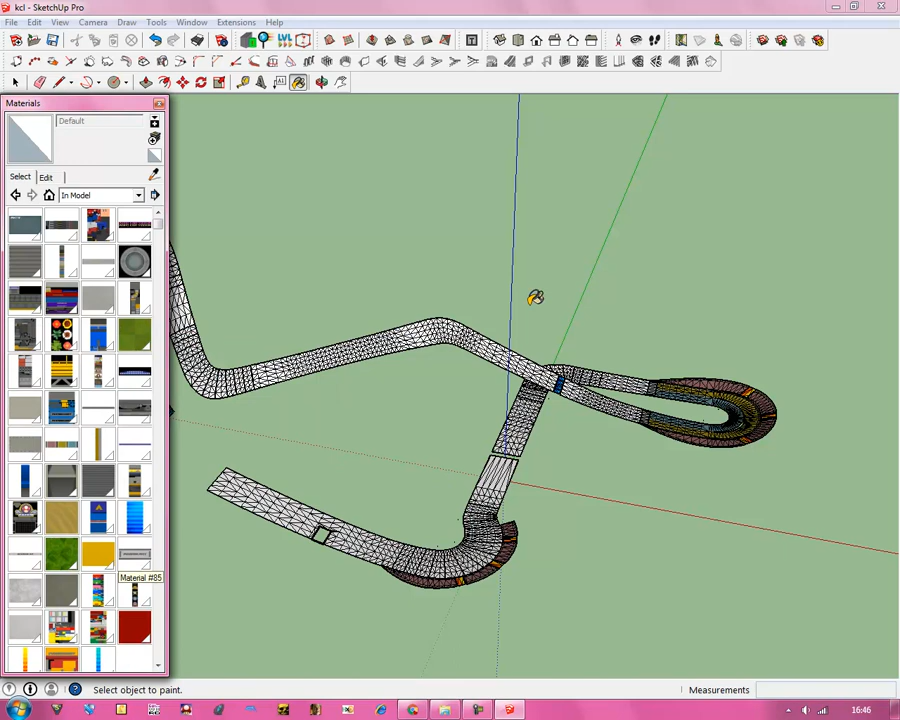 kcl - SketchUp Pro
File Edit View Camera Draw Tools Window Extensions Help
LVL
Materials
Default
Select Edit
In Model
Material #85
Select object to paint.
Measurements
16:46